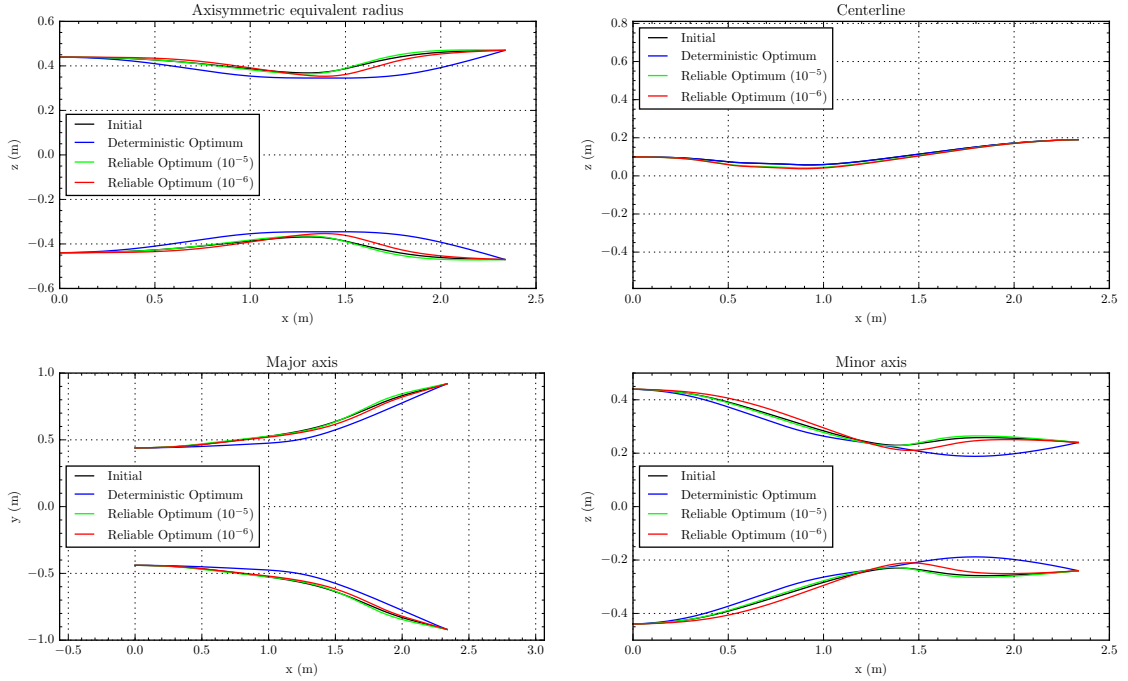 Axisymmetric equivalent radius
0.6
0.4
0.2
0.0
−0.2
−0.4
−0.6
z (m)
Initial
Deterministic Optimum
Reliable Optimum (10⁻⁵)
Reliable Optimum (10⁻⁶)
0.0 0.5 1.0 1.5 2.0 2.5
x (m)
Centerline
0.8
0.6
0.4
0.2
0.0
−0.2
−0.4
z (m)
Initial
Deterministic Optimum
Reliable Optimum (10⁻⁵)
Reliable Optimum (10⁻⁶)
0.0 0.5 1.0 1.5 2.0 2.5
x (m)
Major axis
1.0
0.5
0.0
−0.5
−1.0
y (m)
Initial
Deterministic Optimum
Reliable Optimum (10⁻⁵)
Reliable Optimum (10⁻⁶)
−0.5 0.0 0.5 1.0 1.5 2.0 2.5 3.0
x (m)
Minor axis
0.4
0.2
0.0
−0.2
−0.4
z (m)
Initial
Deterministic Optimum
Reliable Optimum (10⁻⁵)
Reliable Optimum (10⁻⁶)
0.0 0.5 1.0 1.5 2.0 2.5
x (m)